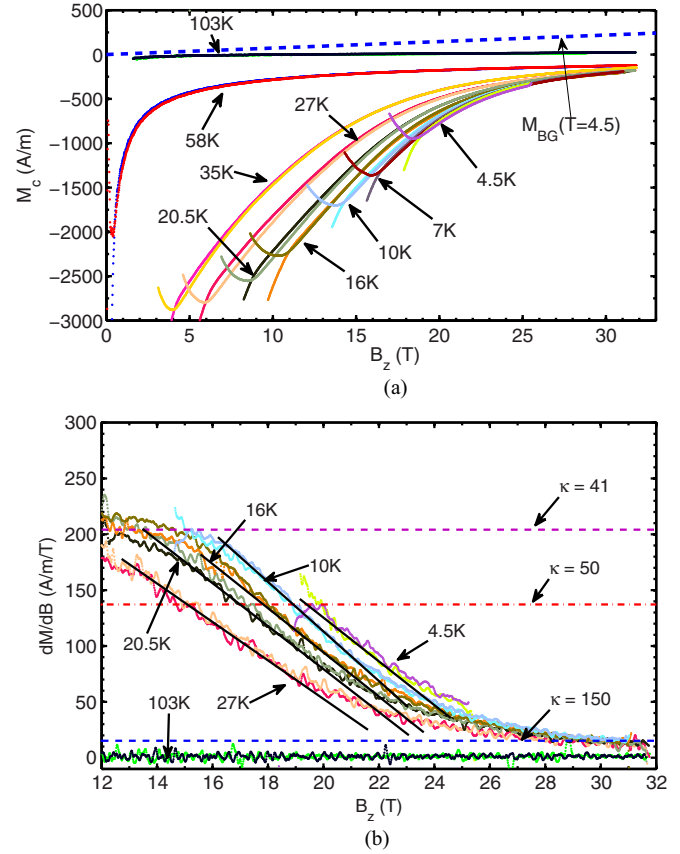 103K
100
0
−500
−1000
−1500
−2000
−2500
−3000
M_c (A/m)
58K
35K
27K
20.5K
16K
10K
7K
4.5K
M_BG(T=4.5)
0 5 10 15 20 25 30
B_z (T)
(a)
300
250
200
150
100
50
0
dM/dB (A/m/T)
κ = 41
16K
10K
κ = 50
20.5K
4.5K
27K
κ = 150
103K
12 14 16 18 20 22 24 26 28 30 32
B_z (T)
(b)